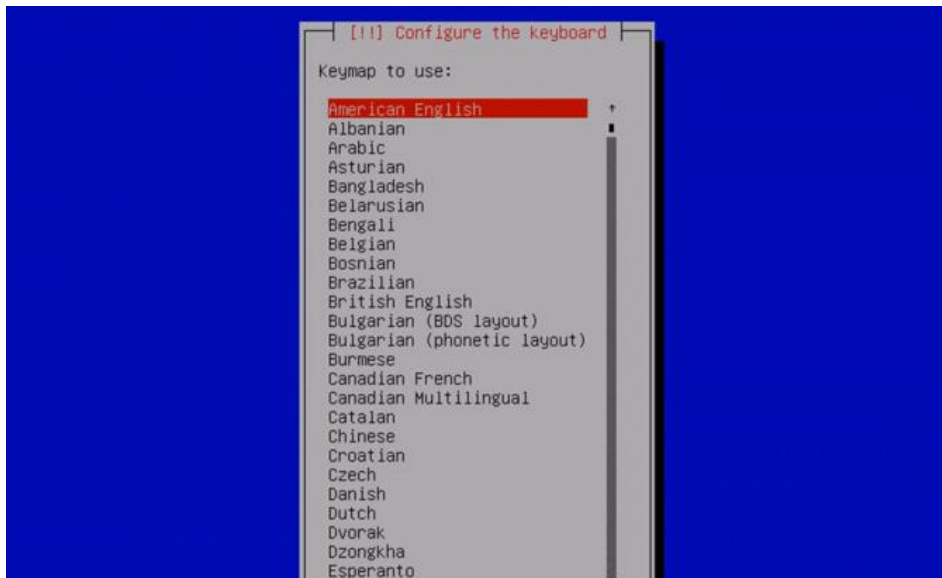 [!!] Configure the keyboard
Keymap to use:
American English
Albanian
Arabic
Asturian
Bangladesh
Belarusian
Bengali
Belgian
Bosnian
Brazilian
British English
Bulgarian (BDS layout)
Bulgarian (phonetic layout)
Burmese
Canadian French
Canadian Multilingual
Catalan
Chinese
Croatian
Czech
Danish
Dutch
Dvorak
Dzongkha
Esperanto